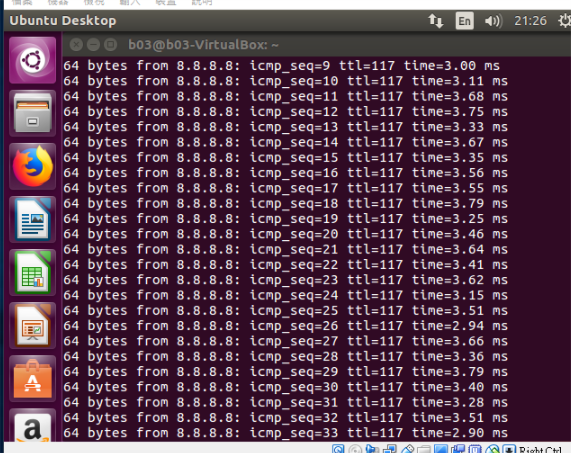 檔案 機器 檢視 輸入 裝置 說明
Ubuntu Desktop En 21:26
b03@b03-VirtualBox: ~
64 bytes from 8.8.8.8: icmp_seq=9 ttl=117 time=3.00 ms
64 bytes from 8.8.8.8: icmp_seq=10 ttl=117 time=3.11 ms
64 bytes from 8.8.8.8: icmp_seq=11 ttl=117 time=3.68 ms
64 bytes from 8.8.8.8: icmp_seq=12 ttl=117 time=3.75 ms
64 bytes from 8.8.8.8: icmp_seq=13 ttl=117 time=3.33 ms
64 bytes from 8.8.8.8: icmp_seq=14 ttl=117 time=3.67 ms
64 bytes from 8.8.8.8: icmp_seq=15 ttl=117 time=3.35 ms
64 bytes from 8.8.8.8: icmp_seq=16 ttl=117 time=3.56 ms
64 bytes from 8.8.8.8: icmp_seq=17 ttl=117 time=3.55 ms
64 bytes from 8.8.8.8: icmp_seq=18 ttl=117 time=3.79 ms
64 bytes from 8.8.8.8: icmp_seq=19 ttl=117 time=3.25 ms
64 bytes from 8.8.8.8: icmp_seq=20 ttl=117 time=3.46 ms
64 bytes from 8.8.8.8: icmp_seq=21 ttl=117 time=3.64 ms
64 bytes from 8.8.8.8: icmp_seq=22 ttl=117 time=3.41 ms
64 bytes from 8.8.8.8: icmp_seq=23 ttl=117 time=3.62 ms
64 bytes from 8.8.8.8: icmp_seq=24 ttl=117 time=3.15 ms
64 bytes from 8.8.8.8: icmp_seq=25 ttl=117 time=3.51 ms
64 bytes from 8.8.8.8: icmp_seq=26 ttl=117 time=2.94 ms
64 bytes from 8.8.8.8: icmp_seq=27 ttl=117 time=3.66 ms
64 bytes from 8.8.8.8: icmp_seq=28 ttl=117 time=3.36 ms
64 bytes from 8.8.8.8: icmp_seq=29 ttl=117 time=3.79 ms
64 bytes from 8.8.8.8: icmp_seq=30 ttl=117 time=3.40 ms
64 bytes from 8.8.8.8: icmp_seq=31 ttl=117 time=3.28 ms
64 bytes from 8.8.8.8: icmp_seq=32 ttl=117 time=3.51 ms
64 bytes from 8.8.8.8: icmp_seq=33 ttl=117 time=2.90 ms
Right Ctrl